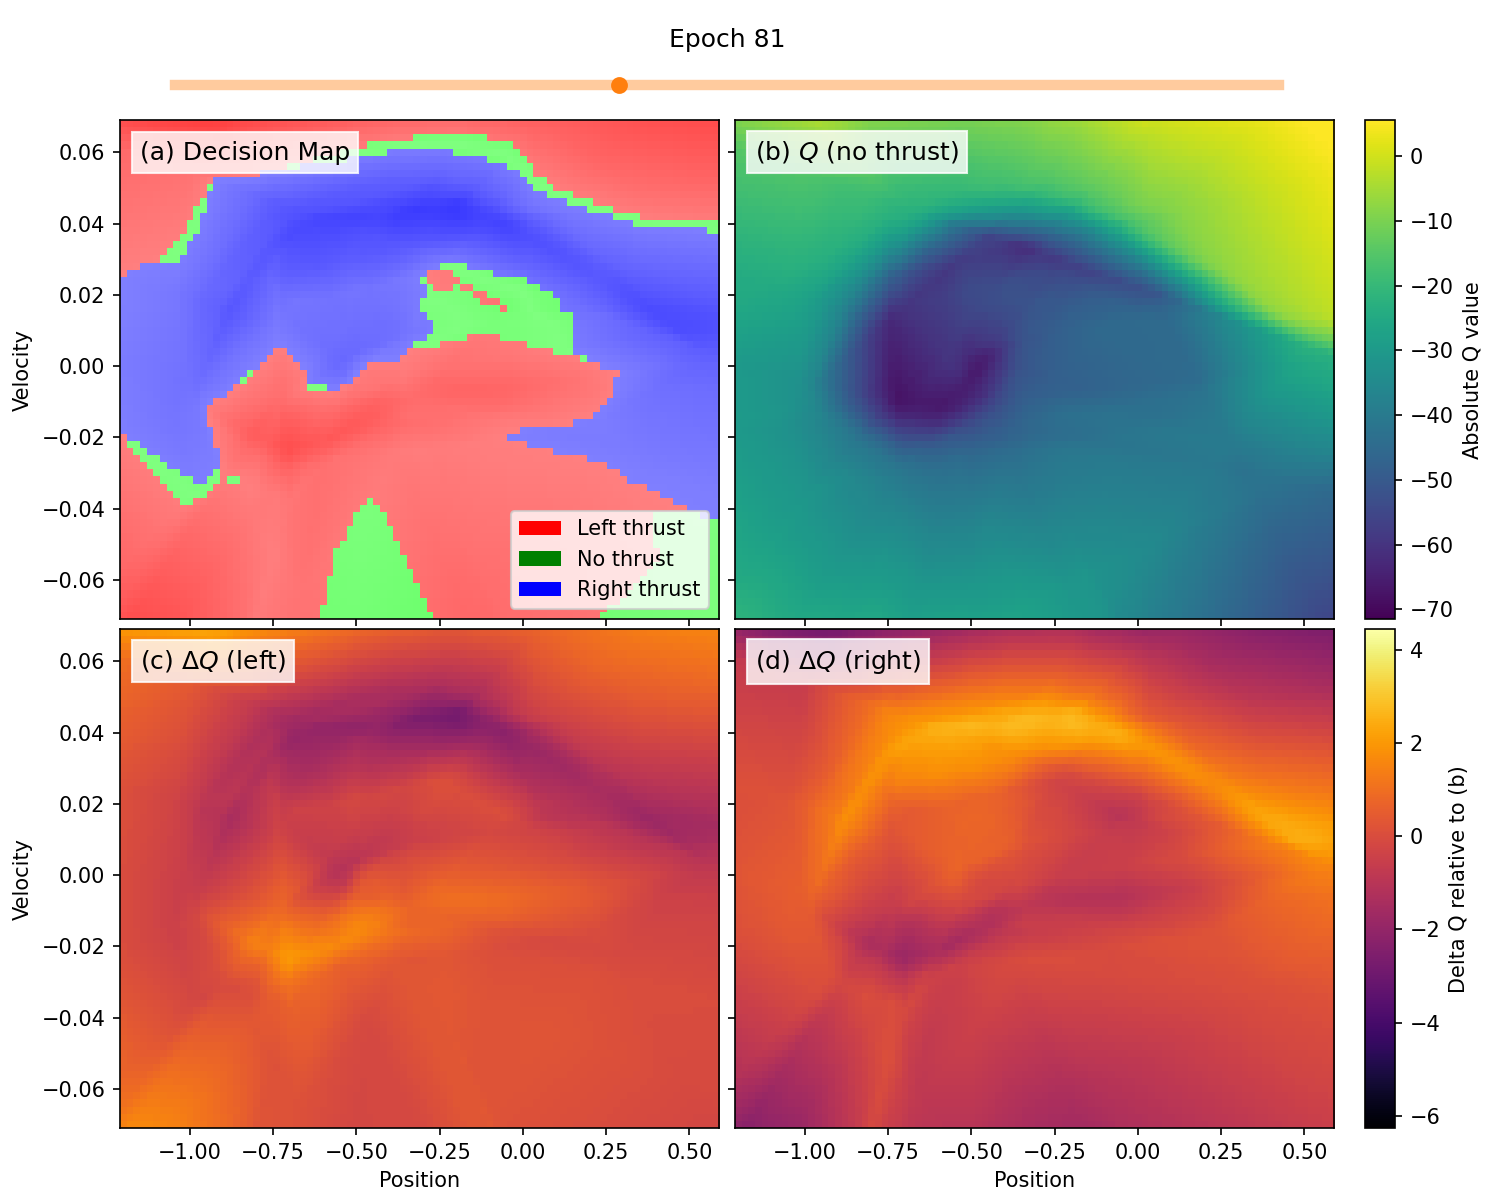 Epoch 81
(a) Decision Map
(b) Q (no thrust)
0.06
0.04
0.02
0.00
−0.02
−0.04
−0.06
Velocity
Left thrust
No thrust
Right thrust
0
−10
−20
−30
−40
−50
−60
−70
Absolute Q value
(c) ΔQ (left)
(d) ΔQ (right)
0.06
0.04
0.02
0.00
−0.02
−0.04
−0.06
Velocity
4
2
0
−2
−4
−6
Delta Q relative to (b)
−1.00 −0.75 −0.50 −0.25 0.00 0.25 0.50
Position
−1.00 −0.75 −0.50 −0.25 0.00 0.25 0.50
Position